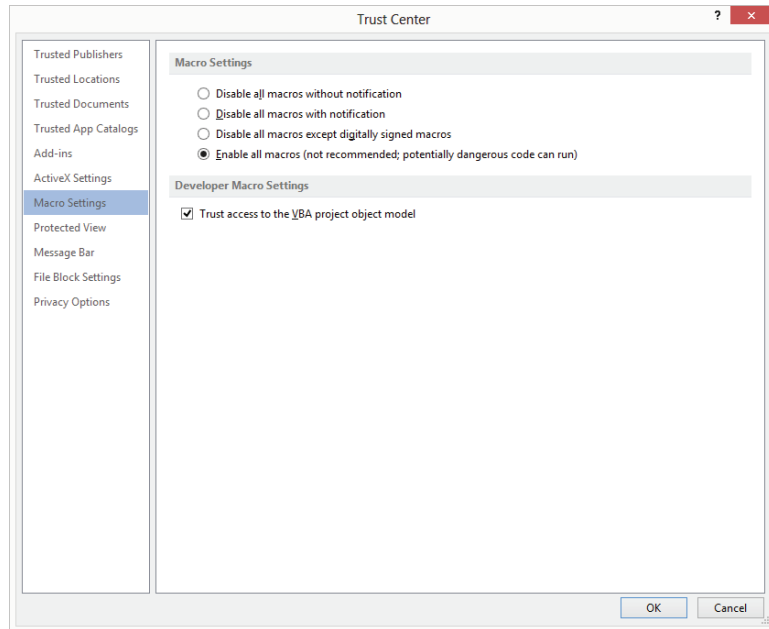 Trust Center
?
Trusted Publishers
Trusted Locations
Trusted Documents
Trusted App Catalogs
Add-ins
ActiveX Settings
Macro Settings
Protected View
Message Bar
File Block Settings
Privacy Options
Macro Settings
Disable all macros without notification
Disable all macros with notification
Disable all macros except digitally signed macros
Enable all macros (not recommended; potentially dangerous code can run)
Developer Macro Settings
Trust access to the VBA project object model
OK
Cancel